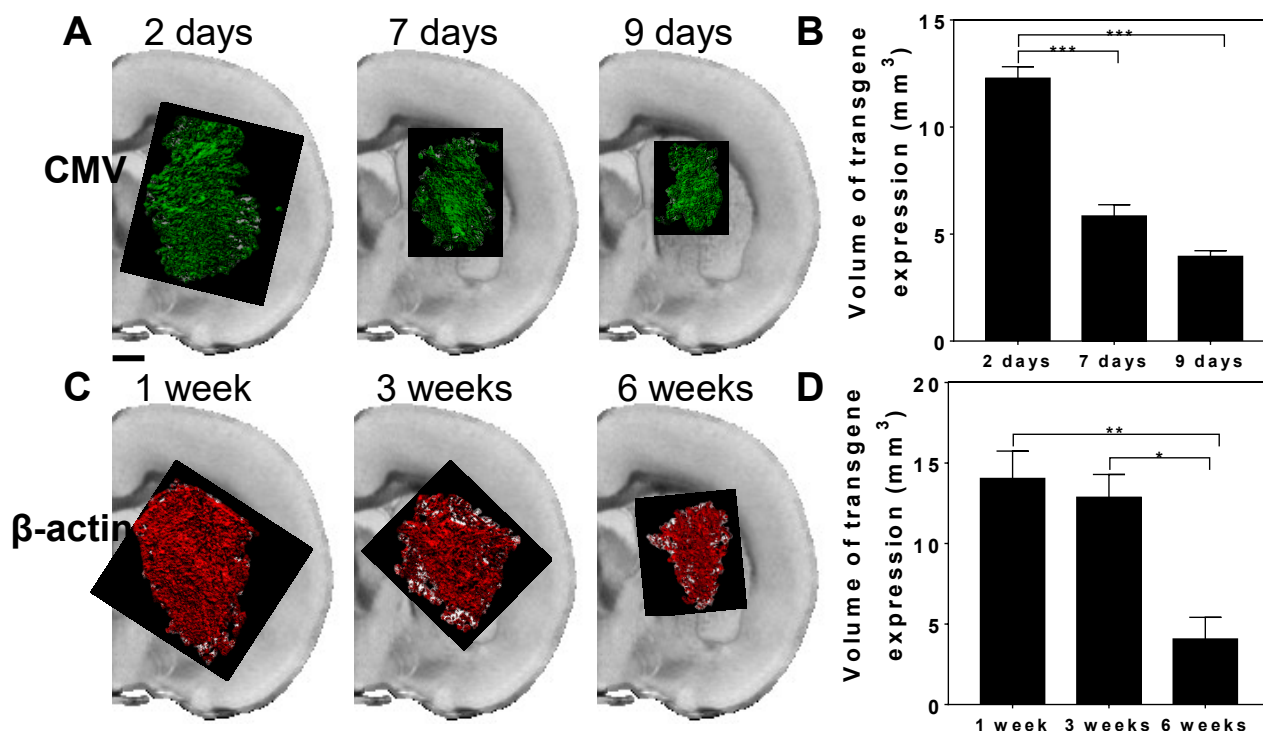 A
2 days
7 days
9 days
CMV
B
Volume of transgene
expression (mm³)
15
10
5
0
***
***
2 days
7 days
9 days
C
1 week
3 weeks
6 weeks
β-actin
D
Volume of transgene
expression (mm³)
20
15
10
5
0
**
*
1 week
3 weeks
6 weeks